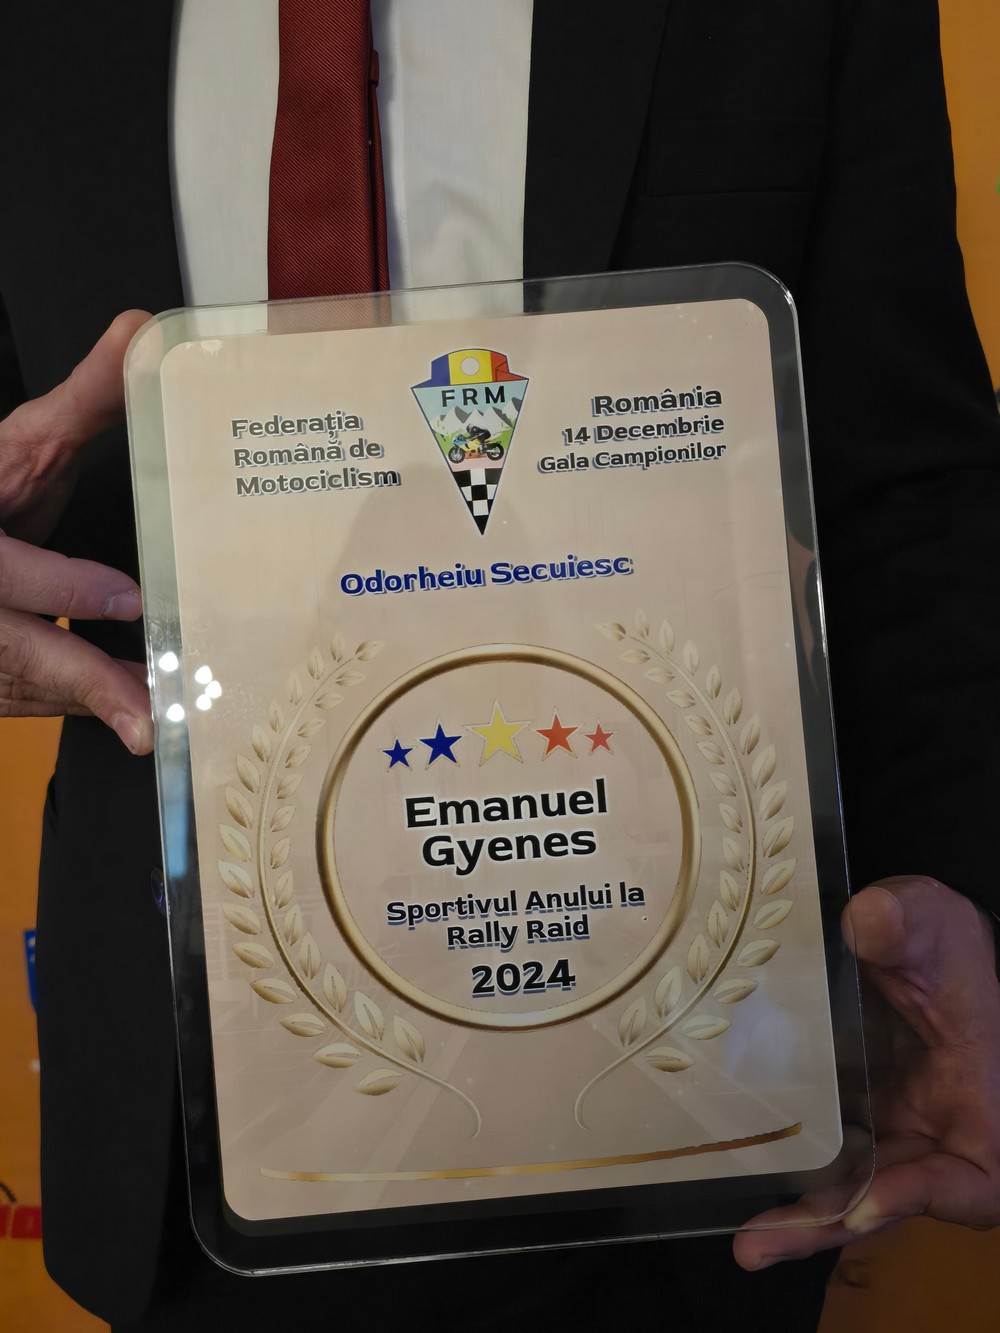 Federația
Română de
Motociclism
FRM
România
14 Decembrie
Gala Campionilor
Odorheiu Secuiesc
Emanuel
Gyenes
Sportivul Anului la
Rally Raid
2024